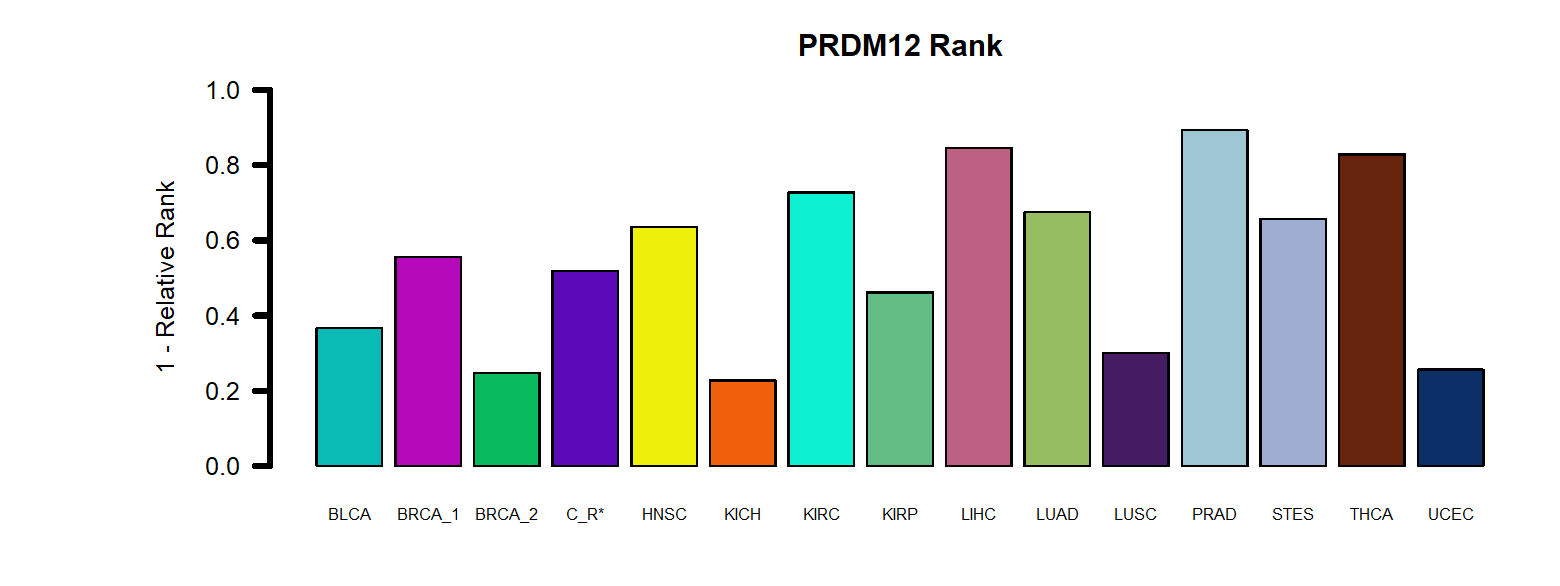 PRDM12 Rank
1 - Relative Rank
1.0
0.8
0.6
0.4
0.2
0.0
BLCA BRCA_1 BRCA_2 C_R* HNSC KICH KIRC KIRP LIHC LUAD LUSC PRAD STES THCA UCEC